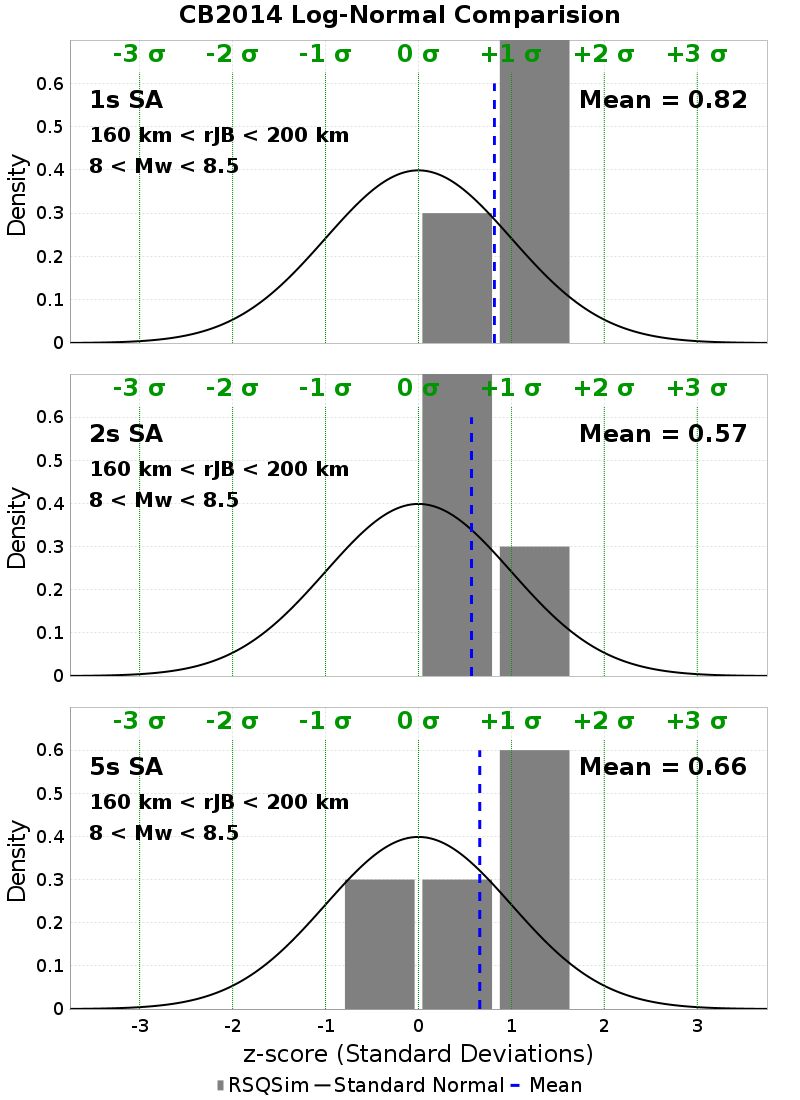 CB2014 Log-Normal Comparision
-3 σ -2 σ -1 σ 0 σ +1 σ +2 σ +3 σ
1s SA Mean = 0.82
160 km < rJB < 200 km
8 < Mw < 8.5
Density
0.6
0.5
0.4
0.3
0.2
0.1
0
-3 σ -2 σ -1 σ 0 σ +1 σ +2 σ +3 σ
2s SA Mean = 0.57
160 km < rJB < 200 km
8 < Mw < 8.5
Density
0.6
0.5
0.4
0.3
0.2
0.1
0
-3 σ -2 σ -1 σ 0 σ +1 σ +2 σ +3 σ
5s SA Mean = 0.66
160 km < rJB < 200 km
8 < Mw < 8.5
Density
0.6
0.5
0.4
0.3
0.2
0.1
0
-3 -2 -1 0 1 2 3
z-score (Standard Deviations)
RSQSim Standard Normal Mean